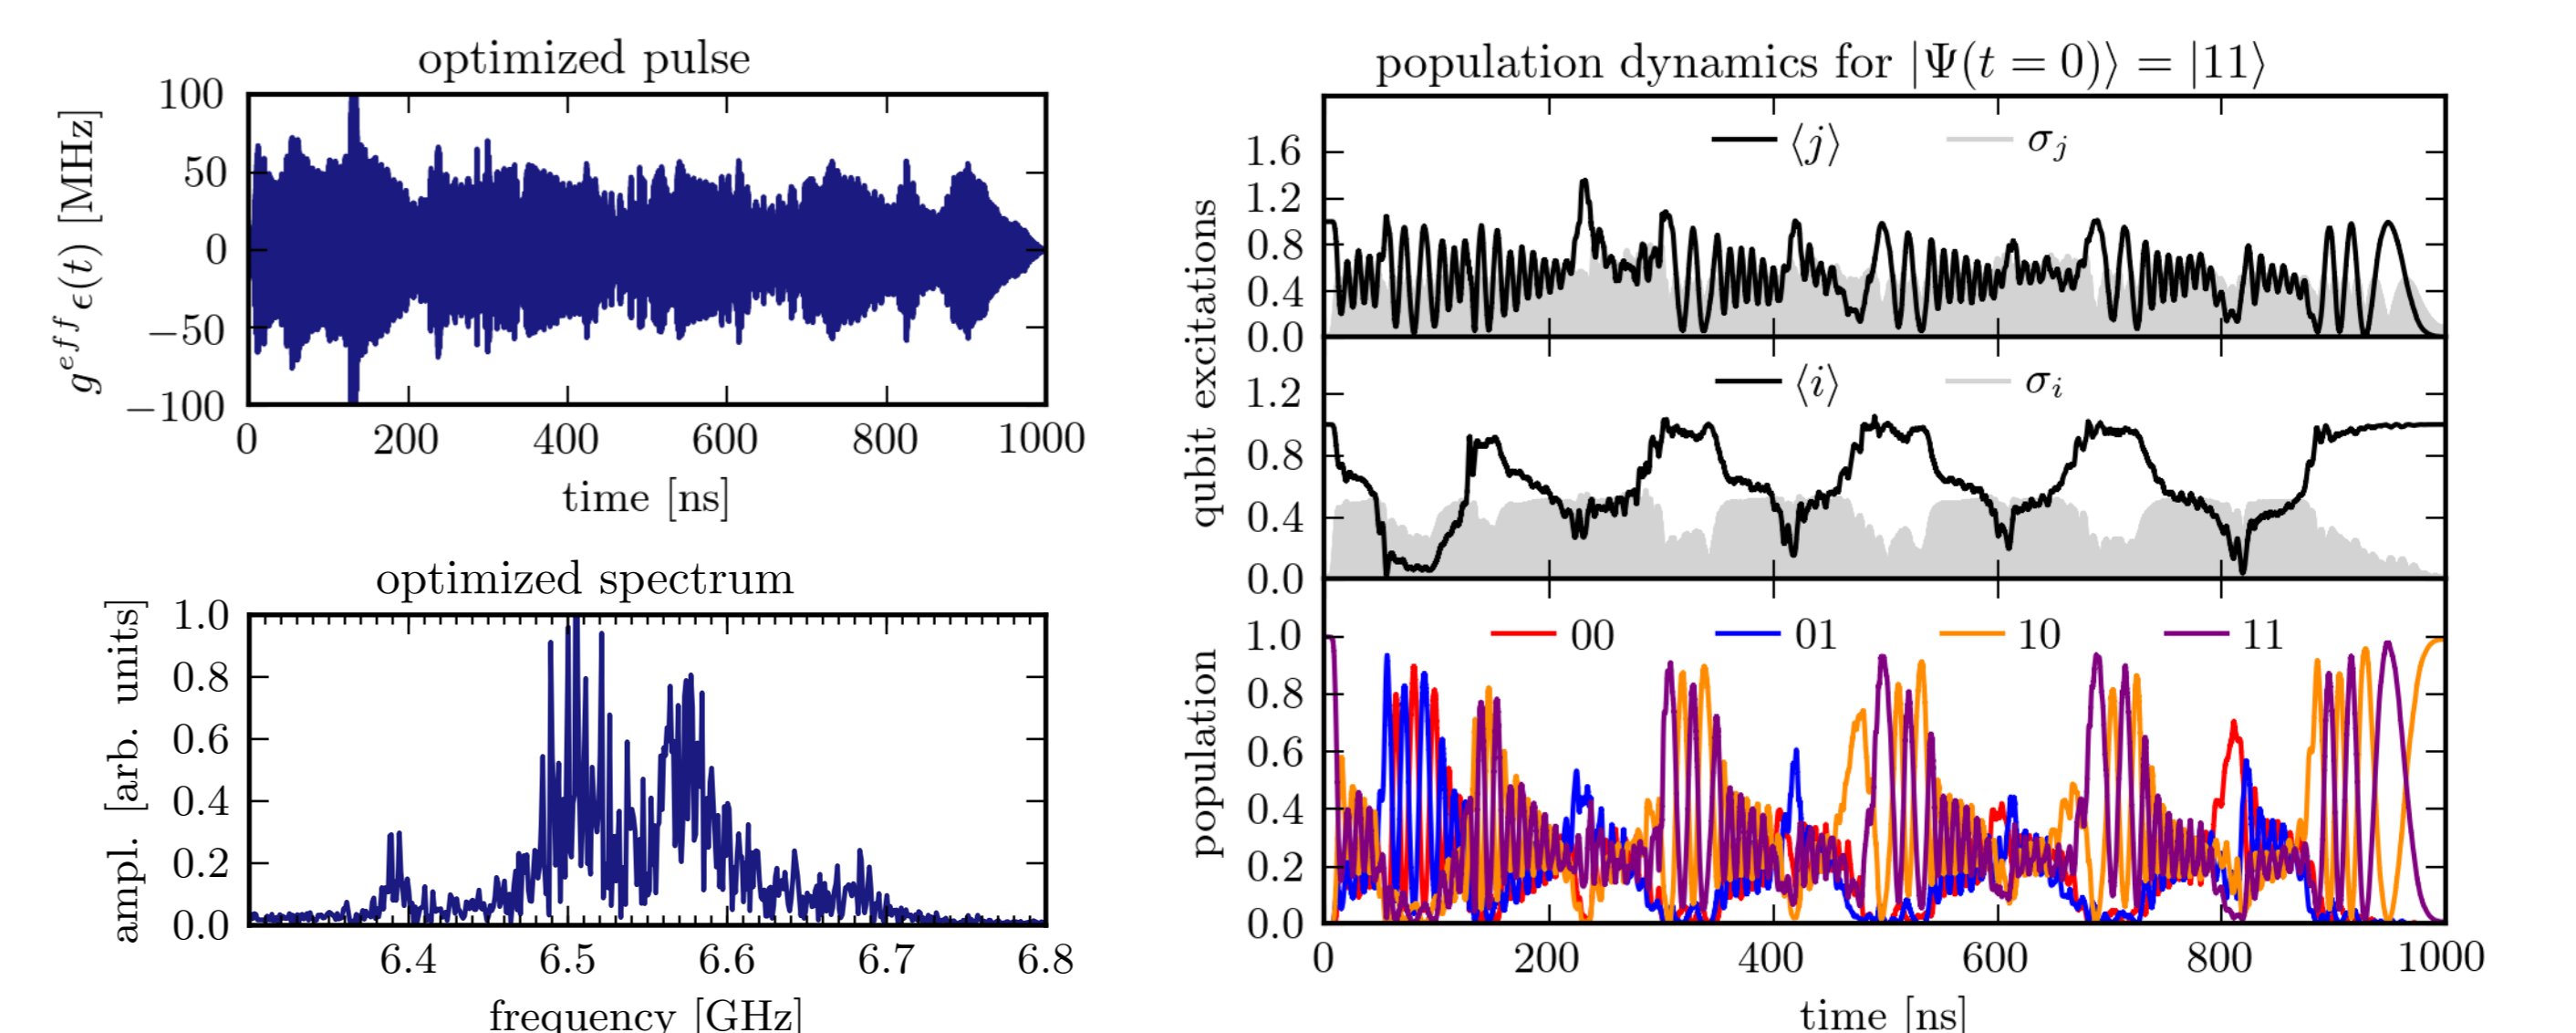 optimized pulse
g^{eff} ϵ(t) [MHz]
100
50
0
−50
−100
0 200 400 600 800 1000
time [ns]
optimized spectrum
ampl. [arb. units]
1.0
0.8
0.6
0.4
0.2
0.0
6.4 6.5 6.6 6.7 6.8
frequency [GHz]
population dynamics for |Ψ(t = 0)⟩ = |11⟩
qubit excitations
⟨j⟩ σ_j
1.6
1.2
0.8
0.4
0.0
⟨i⟩ σ_i
1.2
0.8
0.4
0.0
population
00 01 10 11
1.0
0.8
0.6
0.4
0.2
0.0
0 200 400 600 800 1000
time [ns]